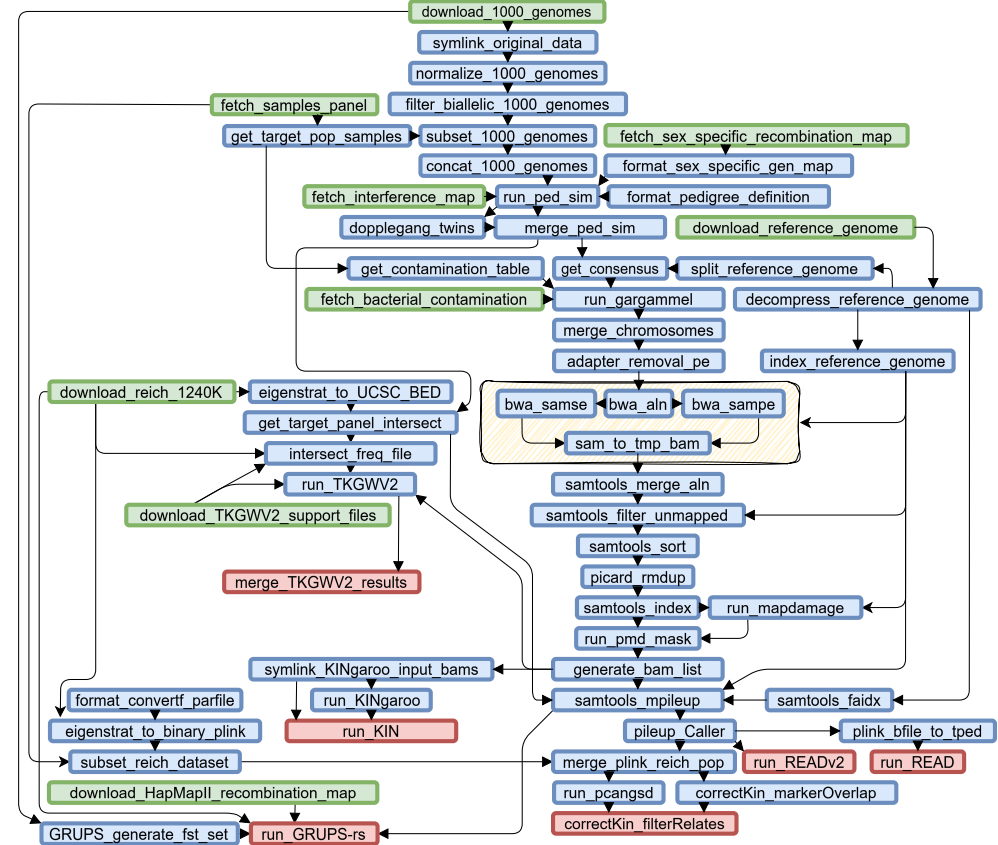 download_1000_genomes
symlink_original_data
normalize_1000_genomes
fetch_samples_panel
filter_biallelic_1000_genomes
get_target_pop_samples
subset_1000_genomes
fetch_sex_specific_recombination_map
concat_1000_genomes
format_sex_specific_gen_map
fetch_interference_map
run_ped_sim
format_pedigree_definition
dopplegang_twins
merge_ped_sim
download_reference_genome
get_contamination_table
get_consensus
split_reference_genome
fetch_bacterial_contamination
run_gargammel
decompress_reference_genome
merge_chromosomes
adapter_removal_pe
index_reference_genome
download_reich_1240K
eigenstrat_to_UCSC_BED
bwa_samse
bwa_aln
bwa_sampe
get_target_panel_intersect
sam_to_tmp_bam
intersect_freq_file
run_TKGWV2
samtools_merge_aln
download_TKGWV2_support_files
samtools_filter_unmapped
samtools_sort
merge_TKGWV2_results
picard_rmdup
samtools_index
run_mapdamage
run_pmd_mask
symlink_KINgaroo_input_bams
generate_bam_list
format_convertf_parfile
run_KINgaroo
samtools_mpileup
samtools_faidx
eigenstrat_to_binary_plink
run_KIN
pileup_Caller
plink_bfile_to_tped
subset_reich_dataset
merge_plink_reich_pop
run_READv2
run_READ
download_HapMapII_recombination_map
run_pcangsd
correctKin_markerOverlap
GRUPS_generate_fst_set
run_GRUPS-rs
correctKin_filterRelates